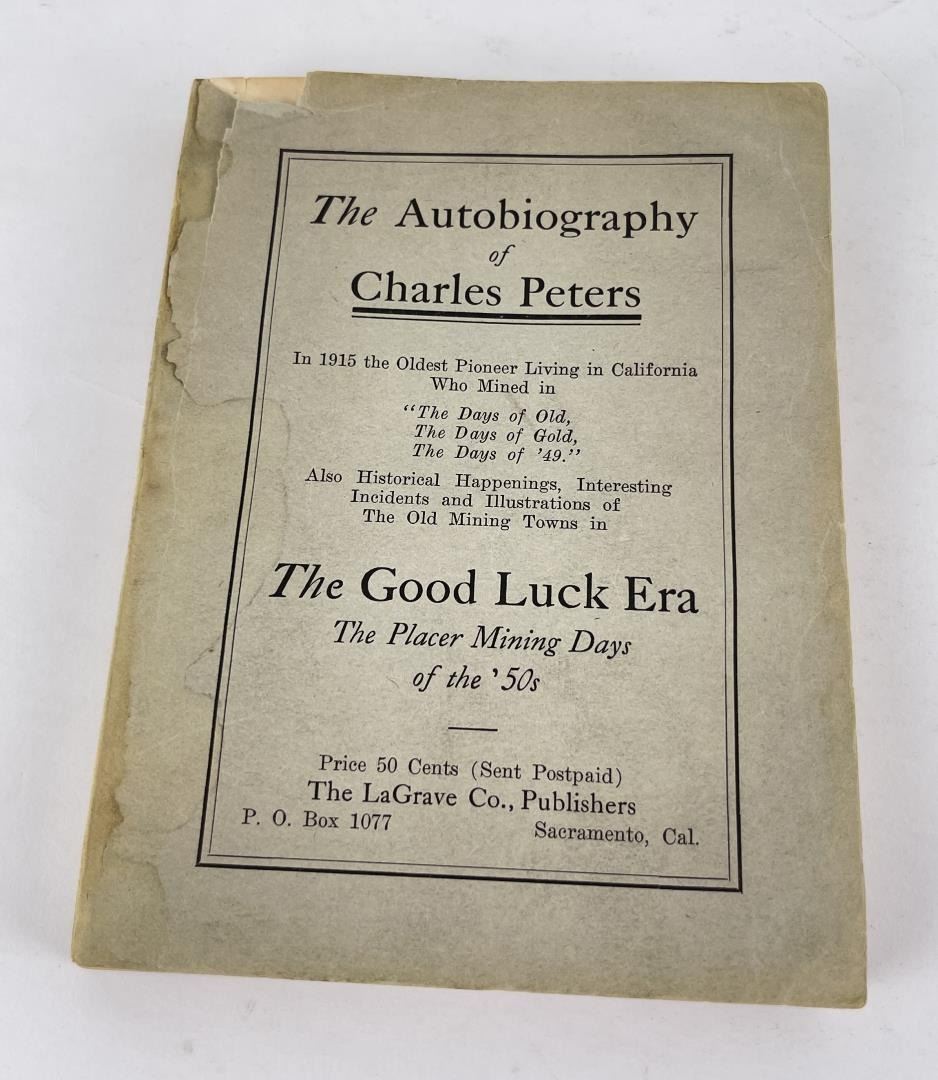 The Autobiography
of
Charles Peters
In 1915 the Oldest Pioneer Living in California
Who Mined in
"The Days of Old,
The Days of Gold,
The Days of '49."
Also Historical Happenings, Interesting
Incidents and Illustrations of
The Old Mining Towns in
The Good Luck Era
The Placer Mining Days
of the '50s
Price 50 Cents (Sent Postpaid)
The LaGrave Co., Publishers
P. O. Box 1077 Sacramento, Cal.